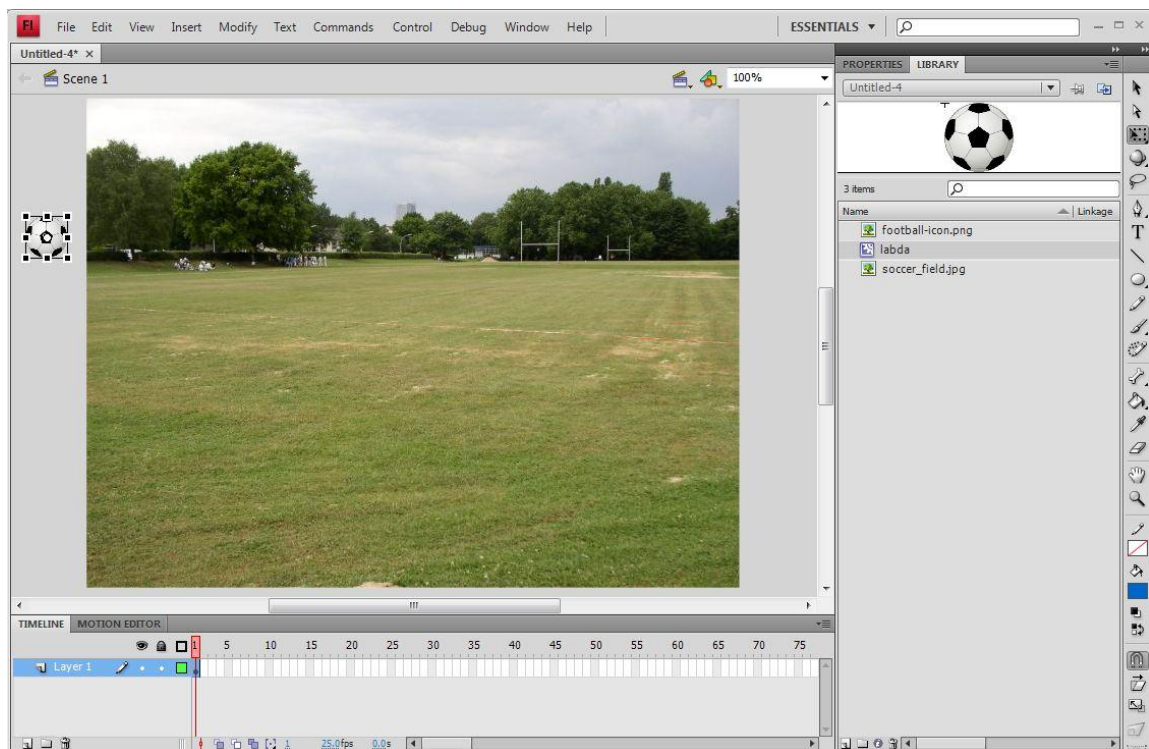 FL File Edit View Insert Modify Text Commands Control Debug Window Help ESSENTIALS
Untitled-4* ×
Scene 1 100%
PROPERTIES LIBRARY
Untitled-4
3 items
Name Linkage
football-icon.png
labda
soccer_field.jpg
TIMELINE MOTION EDITOR
1 5 10 15 20 25 30 35 40 45 50 55 60 65 70 75
Layer 1
1 25.0fps 0.0s